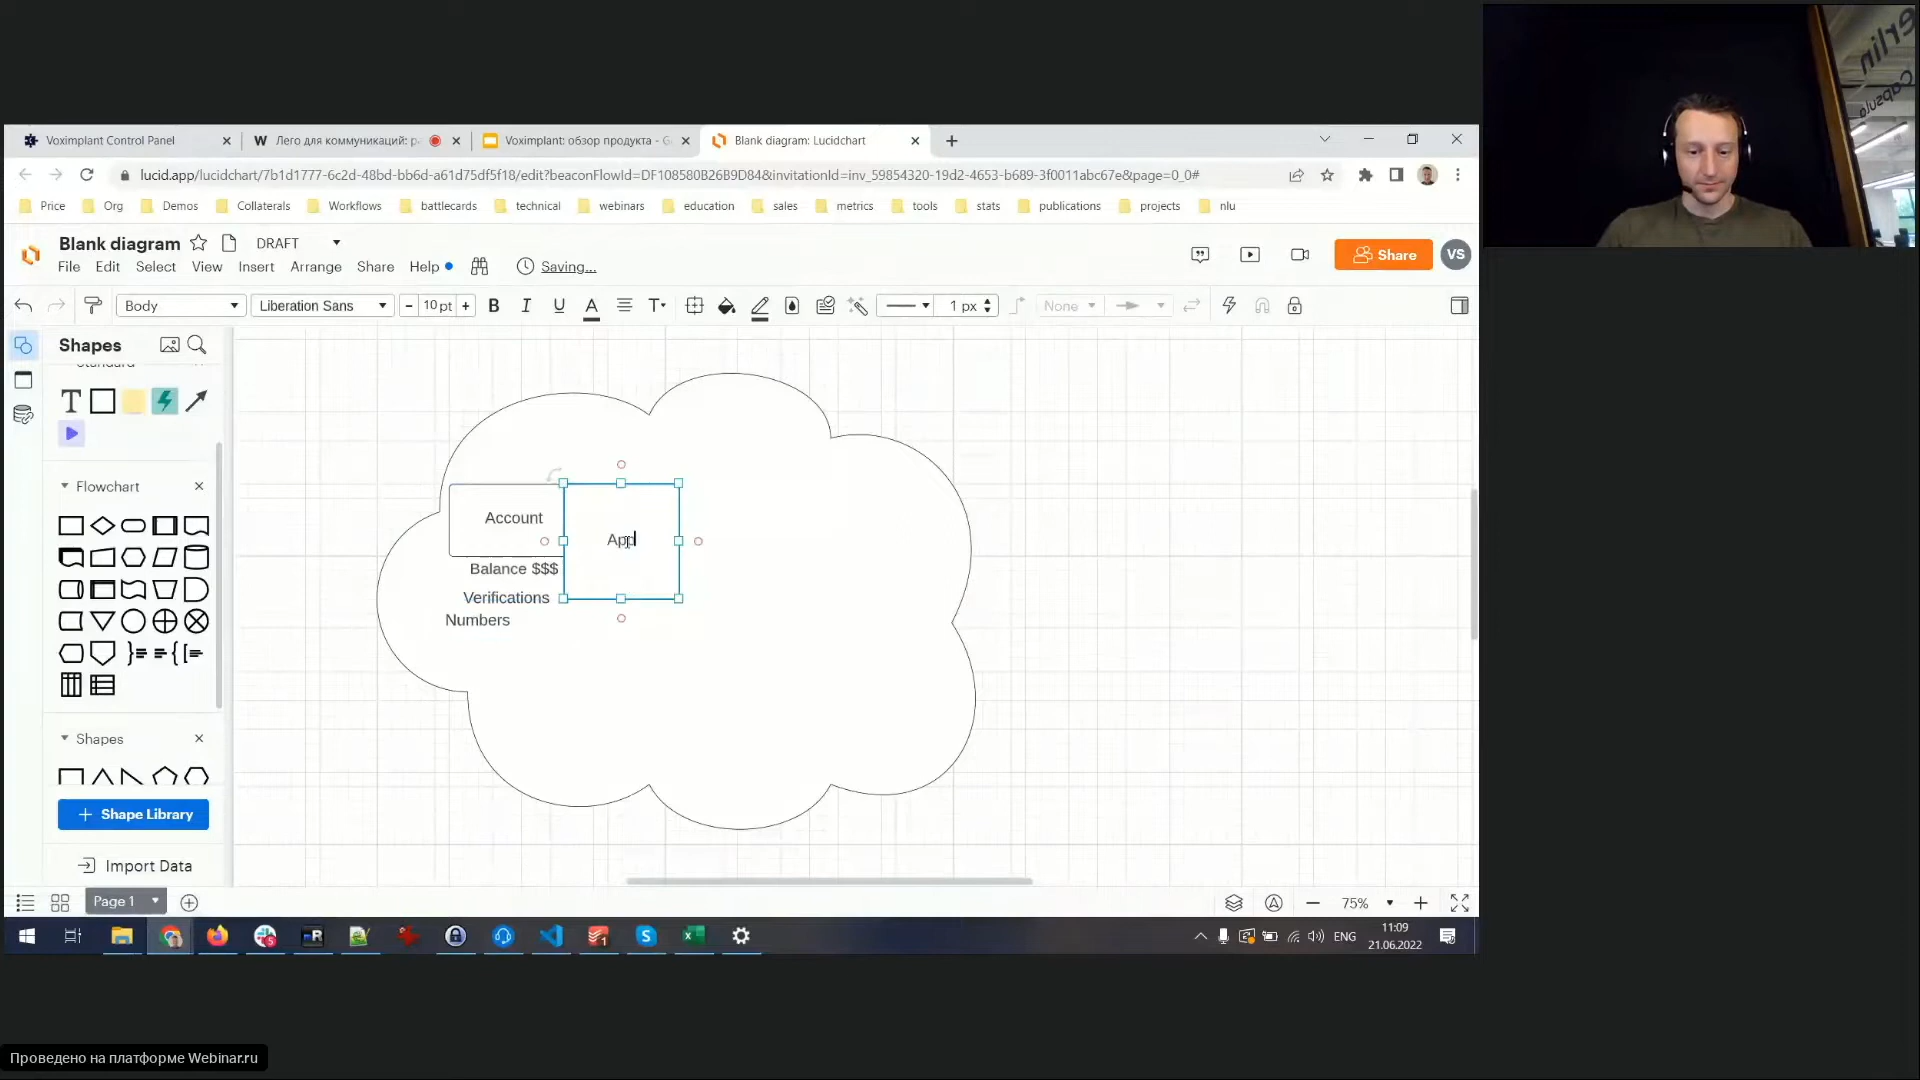 Voximplant Control Panel
Лего для коммуникаций: р
Voximplant: обзор продукта - G
Blank diagram: Lucidchart
lucid.app/lucidchart/7b1d1777-6c2d-48bd-bb6d-a61d75df5f18/edit?beaconFlowId=DF108580B26B9D84&invitationId=inv_59854320-19d2-4653-b689-3f0011abc67e&page=0_0#
Price Org Demos Collaterals Workflows battlecards technical webinars education sales metrics tools stats publications projects nlu
Blank diagram DRAFT
File Edit Select View Insert Arrange Share Help Saving...
Share VS
Body Liberation Sans 10 pt B I U A T 1 px None
Shapes
Standard
T
Flowchart
Shapes
Shape Library
Import Data
Account
App
Balance $$$
Verifications
Numbers
Page 1
75%
ENG
11:09
21.06.2022
erlin
Capsula
Проведено на платформе Webinar.ru